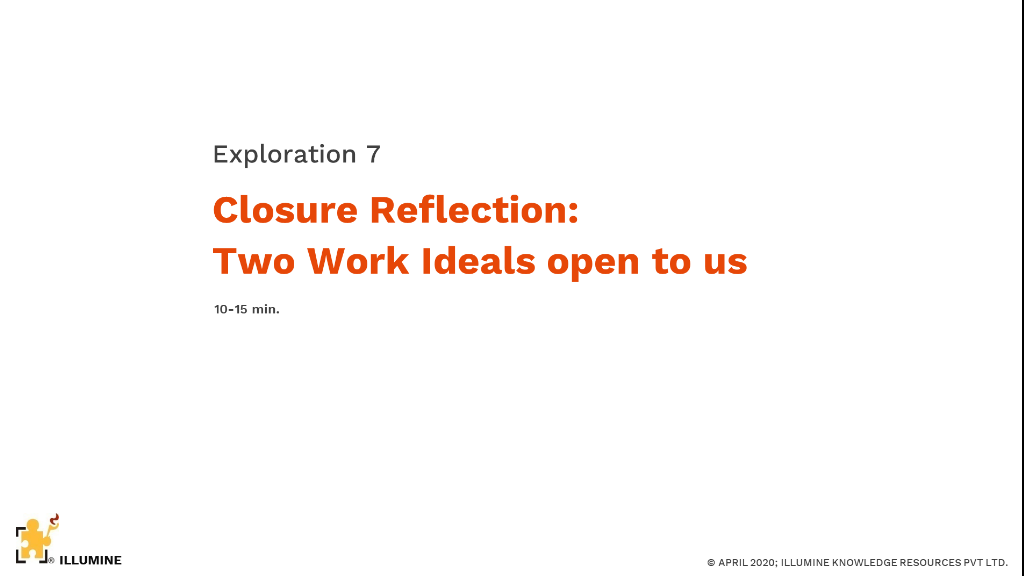 Exploration 7
Closure Reflection:
Two Work Ideals open to us
10-15 min.
® ILLUMINE
© APRIL 2020; ILLUMINE KNOWLEDGE RESOURCES PVT LTD.